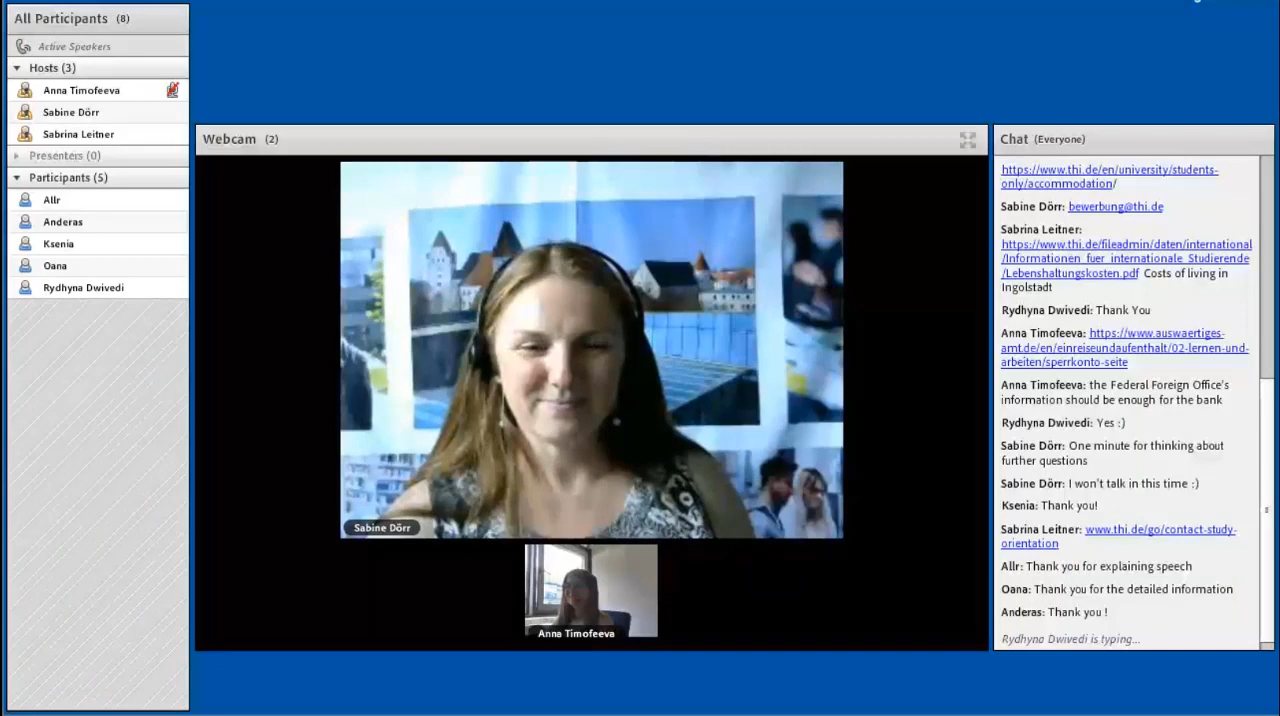 All Participants (8)
Active Speakers
Hosts (3)
Anna Timofeeva
Sabine Dörr
Sabrina Leitner
Presenters (0)
Participants (5)
Allr
Anderas
Ksenia
Oana
Rydhyna Dwivedi
Webcam (2)
Sabine Dörr
Anna Timofeeva
Chat (Everyone)
https://www.thi.de/en/university/students-
only/accommodation/
Sabine Dörr: bewerbung@thi.de
Sabrina Leitner:
https://www.thi.de/fileadmin/daten/international
/Informationen_fuer_internationale_Studierende
/Lebenshaltungskosten.pdf Costs of living in
Ingolstadt
Rydhyna Dwivedi: Thank You
Anna Timofeeva: https://www.auswaertiges-
amt.de/en/einreiseundaufenthalt/02-lernen-und-
arbeiten/sperrkonto-seite
Anna Timofeeva: the Federal Foreign Office's
information should be enough for the bank
Rydhyna Dwivedi: Yes :)
Sabine Dörr: One minute for thinking about
further questions
Sabine Dörr: I won't talk in this time :)
Ksenia: Thank you!
Sabrina Leitner: www.thi.de/go/contact-study-
orientation
Allr: Thank you for explaining speech
Oana: Thank you for the detailed information
Anderas: Thank you !
Rydhyna Dwivedi is typing...